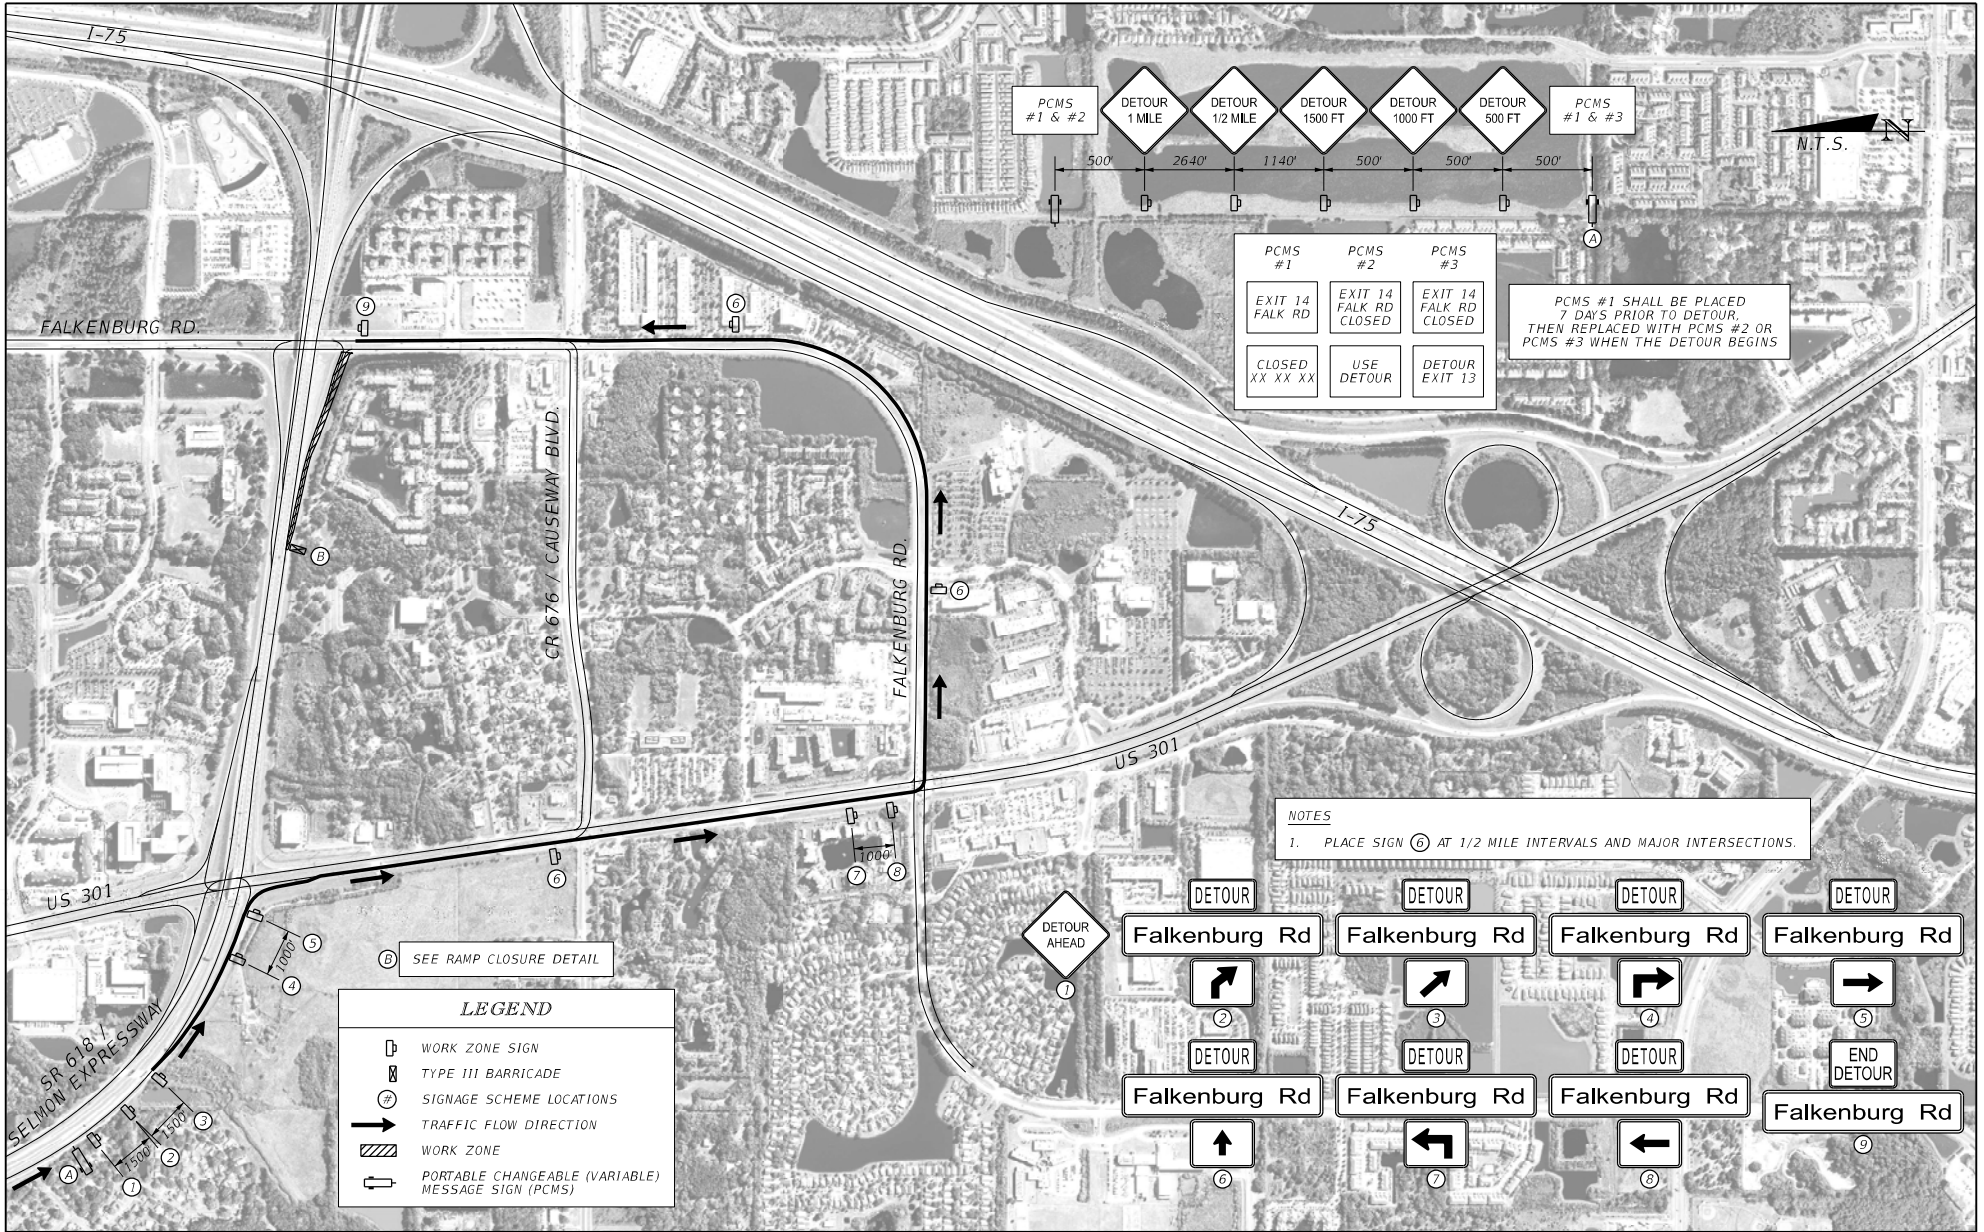 I-75
PCMS
#1 & #2
DETOUR
1 MILE
DETOUR
1/2 MILE
DETOUR
1500 FT
DETOUR
1000 FT
DETOUR
500 FT
PCMS
#1 & #3
500'
2640'
1140'
500'
500'
500'
A
N
N.T.S.
PCMS
#1
PCMS
#2
PCMS
#3
EXIT 14
FALK RD
EXIT 14
FALK RD
CLOSED
EXIT 14
FALK RD
CLOSED
CLOSED
XX XX XX
USE
DETOUR
DETOUR
EXIT 13
PCMS #1 SHALL BE PLACED
7 DAYS PRIOR TO DETOUR,
THEN REPLACED WITH PCMS #2 OR
PCMS #3 WHEN THE DETOUR BEGINS
FALKENBURG RD.
9
6
B
CR 676 / CAUSEWAY BLVD.
FALKENBURG RD.
6
I-75
US 301
US 301
6
1000'
7
8
5
1000'
4
SR 618 /
SELMON EXPRESSWAY
3
1500'
2
1500'
1
A
B SEE RAMP CLOSURE DETAIL
LEGEND
WORK ZONE SIGN
TYPE III BARRICADE
# SIGNAGE SCHEME LOCATIONS
TRAFFIC FLOW DIRECTION
WORK ZONE
PORTABLE CHANGEABLE (VARIABLE)
MESSAGE SIGN (PCMS)
NOTES
1. PLACE SIGN 6 AT 1/2 MILE INTERVALS AND MAJOR INTERSECTIONS.
DETOUR
AHEAD
1
DETOUR
Falkenburg Rd
2
DETOUR
Falkenburg Rd
3
DETOUR
Falkenburg Rd
4
DETOUR
Falkenburg Rd
5
DETOUR
Falkenburg Rd
6
DETOUR
Falkenburg Rd
7
DETOUR
Falkenburg Rd
8
END
DETOUR
Falkenburg Rd
9